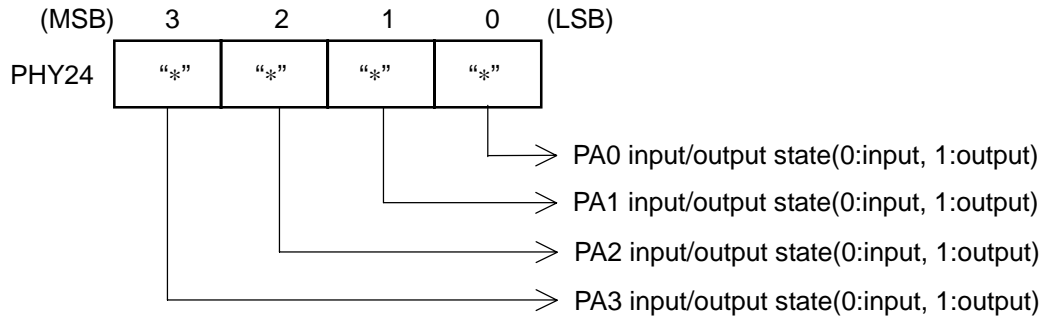 (MSB) 3 2 1 0 (LSB)
PHY24 “*” “*” “*” “*”
PA0 input/output state(0:input, 1:output)
PA1 input/output state(0:input, 1:output)
PA2 input/output state(0:input, 1:output)
PA3 input/output state(0:input, 1:output)